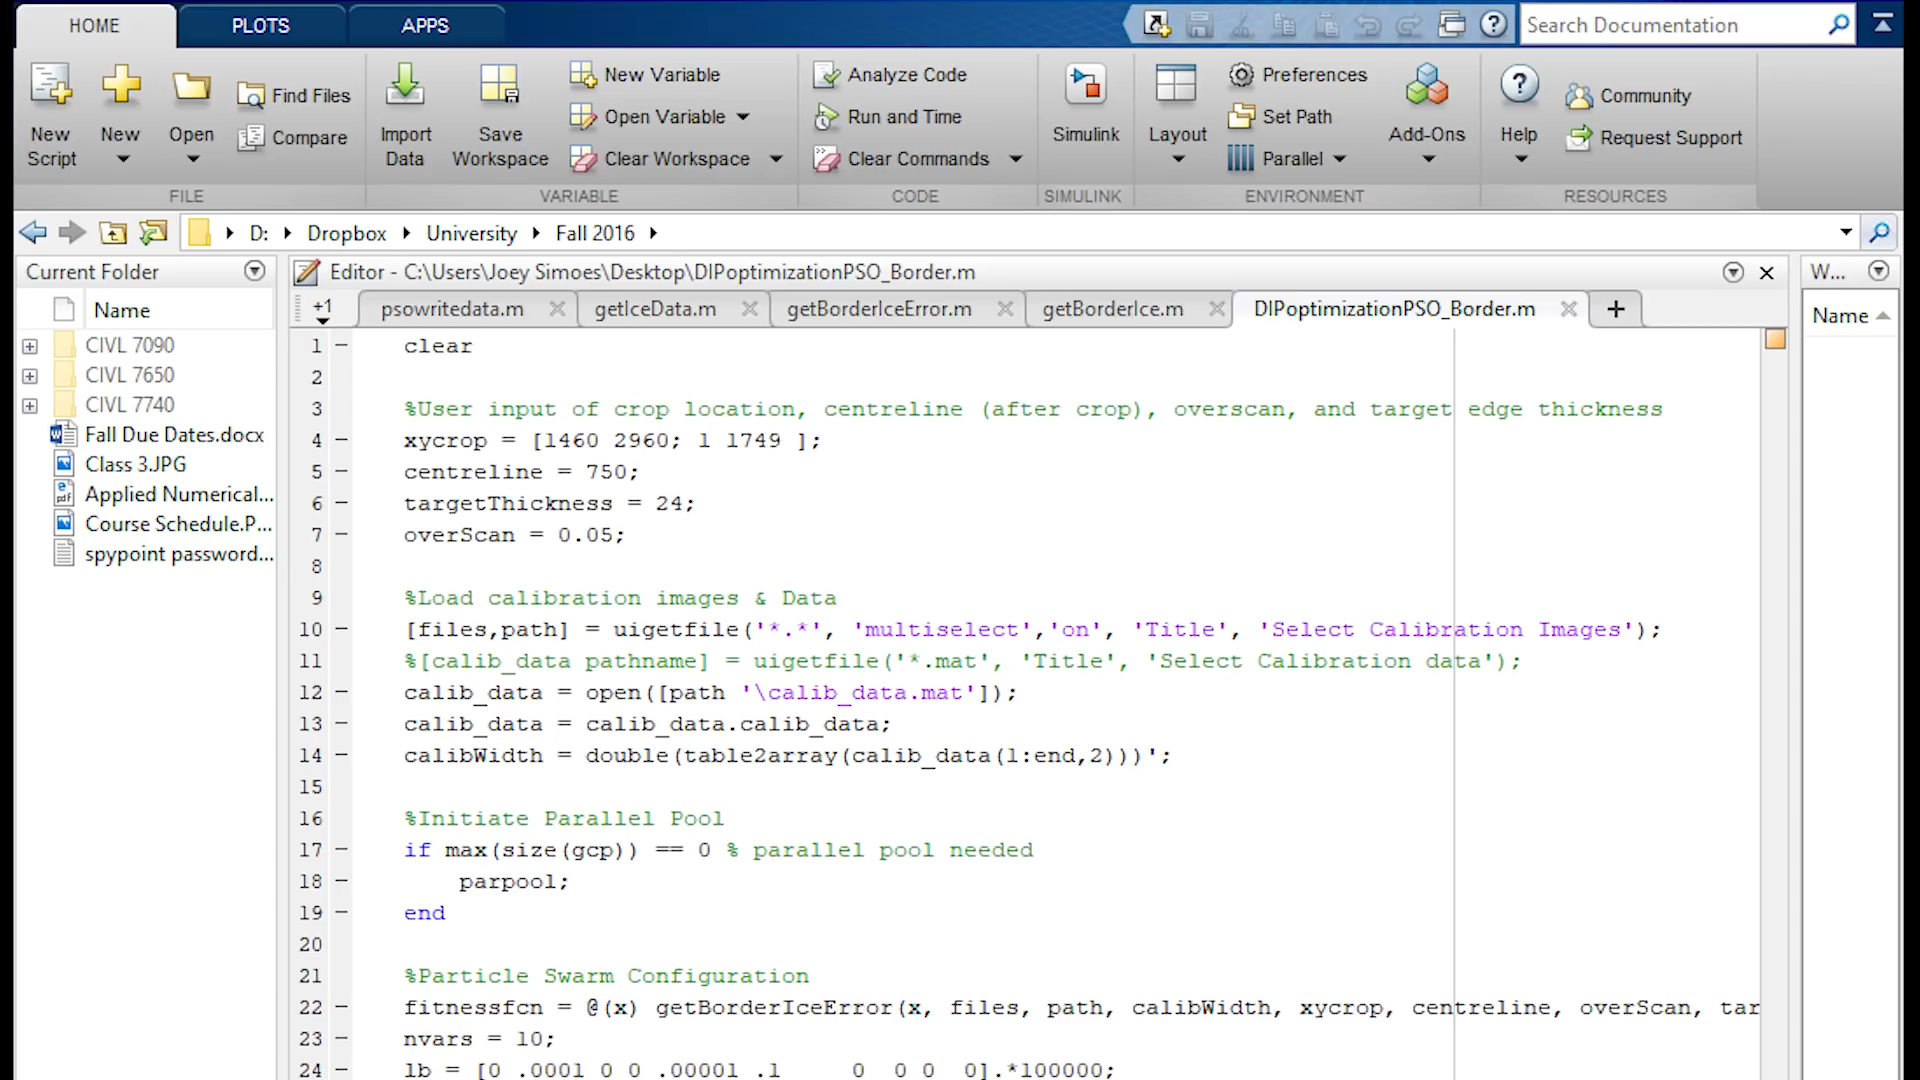 HOME PLOTS APPS Search Documentation
New Script New Open Find Files Compare
Import Data Save Workspace New Variable Open Variable Clear Workspace
Analyze Code Run and Time Clear Commands
Simulink Layout Preferences Set Path Parallel Add-Ons
Help Community Request Support
FILE VARIABLE CODE SIMULINK ENVIRONMENT RESOURCES
D: Dropbox University Fall 2016
Current Folder
Name
CIVL 7090
CIVL 7650
CIVL 7740
Fall Due Dates.docx
Class 3.JPG
Applied Numerical...
Course Schedule.P...
spypoint password...
Editor - C:\Users\Joey Simoes\Desktop\DIPoptimizationPSO_Border.m
+1 psowritedata.m getIceData.m getBorderIceError.m getBorderIce.m DIPoptimizationPSO_Border.m +
1 clear
2
3 %User input of crop location, centreline (after crop), overscan, and target edge thickness
4 xycrop = [1460 2960; 1 1749 ];
5 centreline = 750;
6 targetThickness = 24;
7 overScan = 0.05;
8
9 %Load calibration images & Data
10 [files,path] = uigetfile('*.*', 'multiselect','on', 'Title', 'Select Calibration Images');
11 %[calib_data pathname] = uigetfile('*.mat', 'Title', 'Select Calibration data');
12 calib_data = open([path '\calib_data.mat']);
13 calib_data = calib_data.calib_data;
14 calibWidth = double(table2array(calib_data(1:end,2)))';
15
16 %Initiate Parallel Pool
17 if max(size(gcp)) == 0 % parallel pool needed
18 parpool;
19 end
20
21 %Particle Swarm Configuration
22 fitnessfcn = @(x) getBorderIceError(x, files, path, calibWidth, xycrop, centreline, overScan, tar
23 nvars = 10;
24 lb = [0 .0001 0 0 .00001 .1 0 0 0 0].*100000;
W...
Name